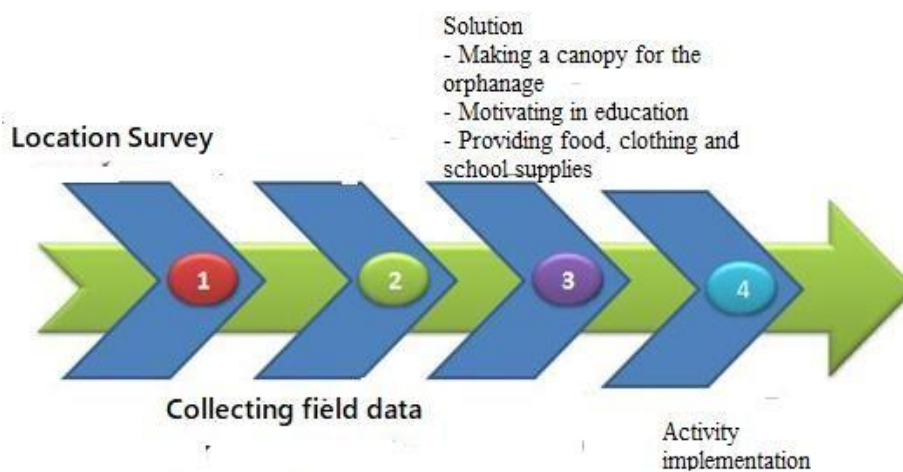 Location Survey
1
Collecting field data
2
Solution
- Making a canopy for the
orphanage
- Motivating in education
- Providing food, clothing and
school supplies
3
4
Activity
implementation